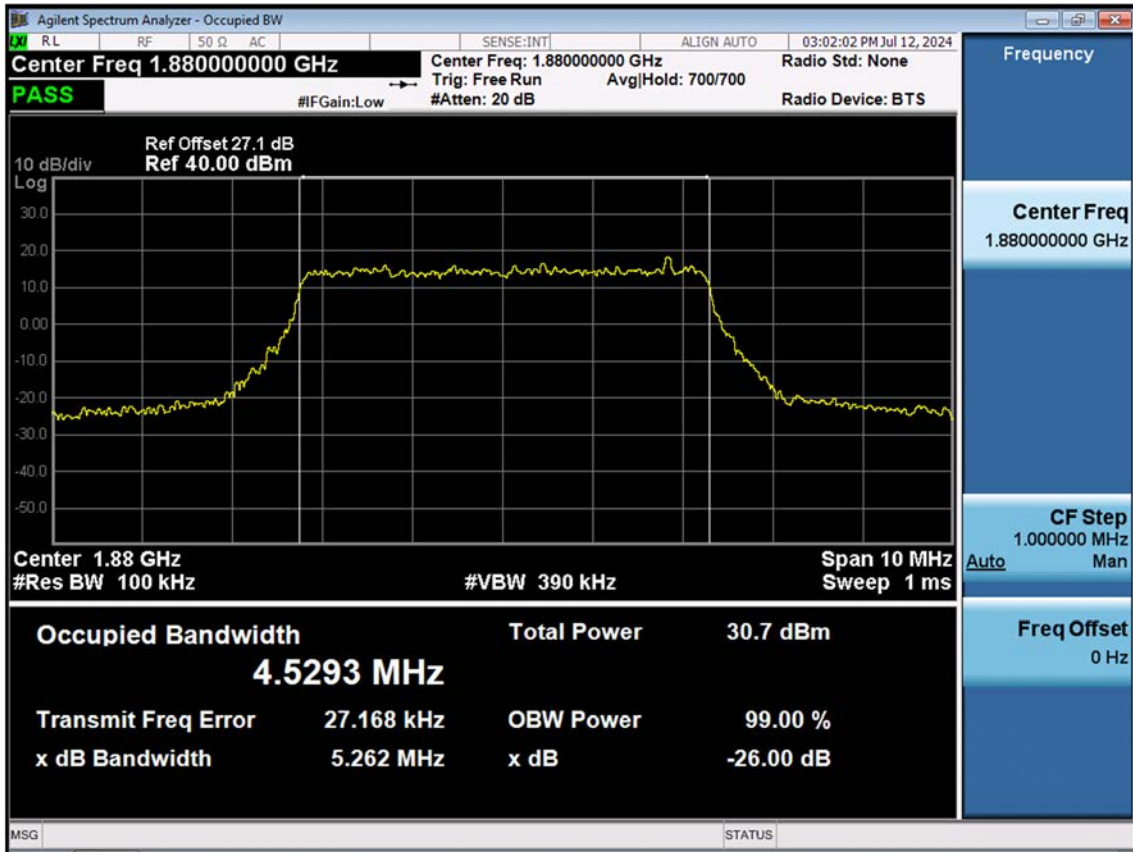 Agilent Spectrum Analyzer - Occupied BW
LXI RL RF 50 Ω AC SENSE:INT ALIGN AUTO 03:02:02 PM Jul 12, 2024
Center Freq 1.880000000 GHz
PASS
#IFGain:Low
Center Freq: 1.880000000 GHz
Trig: Free Run Avg|Hold: 700/700
#Atten: 20 dB
Radio Std: None
Radio Device: BTS
Ref Offset 27.1 dB
10 dB/div Ref 40.00 dBm
Log
30.0
20.0
10.0
0.00
-10.0
-20.0
-30.0
-40.0
-50.0
Center 1.88 GHz Span 10 MHz
#Res BW 100 kHz #VBW 390 kHz Sweep 1 ms
Occupied Bandwidth Total Power 30.7 dBm
4.5293 MHz
Transmit Freq Error 27.168 kHz OBW Power 99.00 %
x dB Bandwidth 5.262 MHz x dB -26.00 dB
MSG STATUS
Frequency
Center Freq
1.880000000 GHz
CF Step
1.000000 MHz
Auto Man
Freq Offset
0 Hz